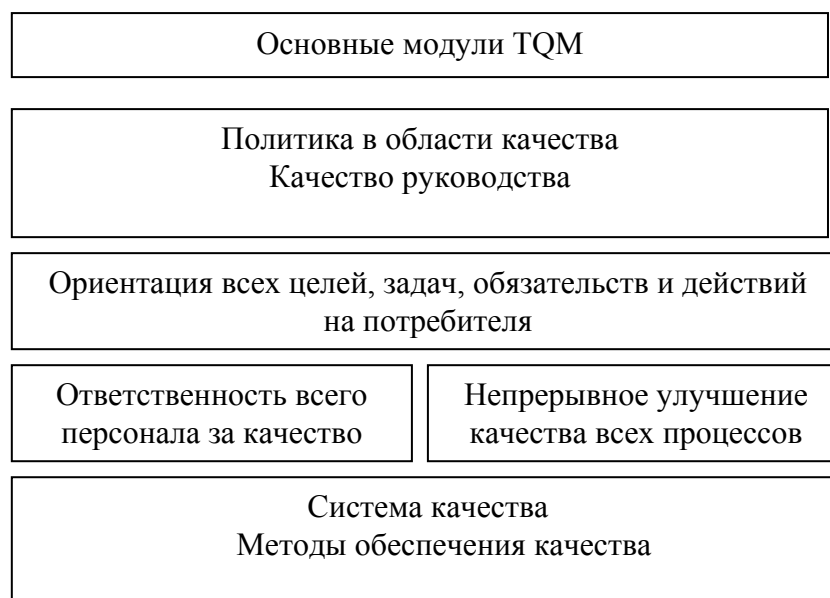 Основные модули TQM
Политика в области качества
Качество руководства
Ориентация всех целей, задач, обязательств и действий
на потребителя
Ответственность всего
персонала за качество
Непрерывное улучшение
качества всех процессов
Система качества
Методы обеспечения качества